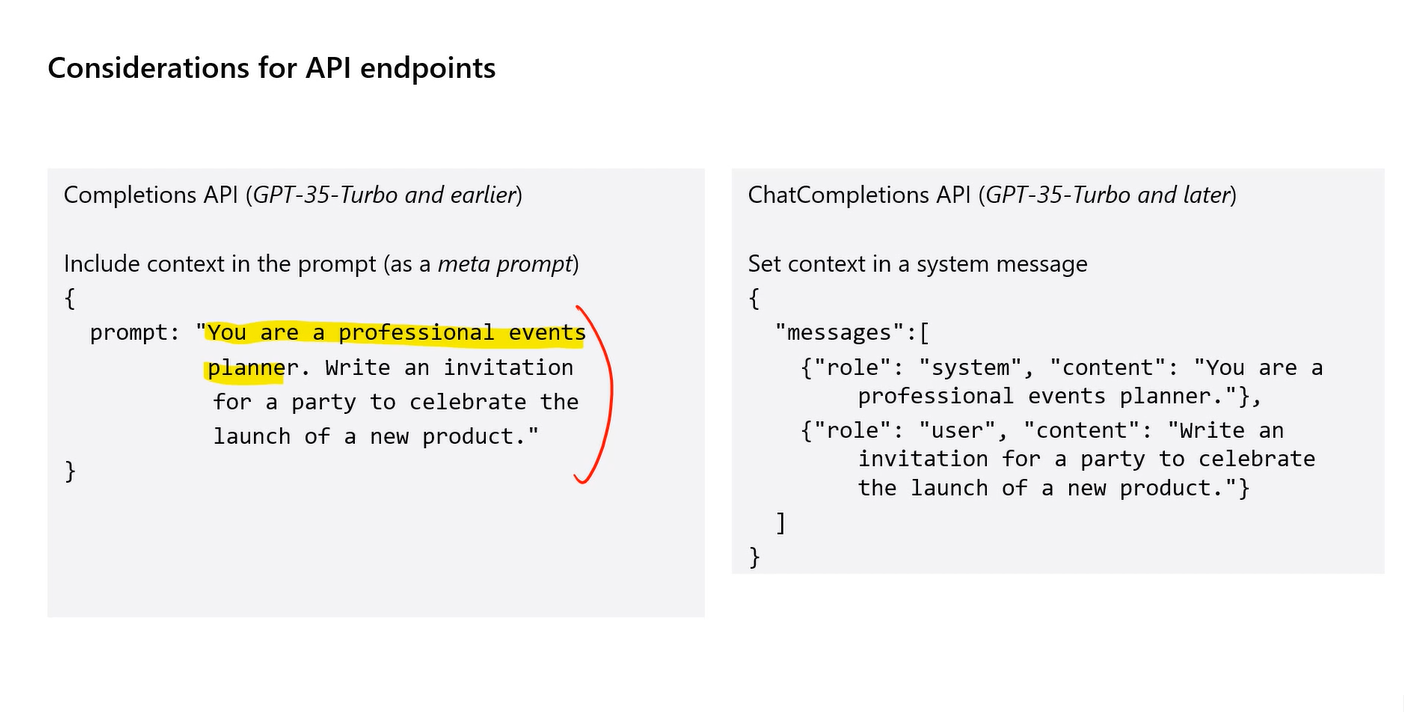 Considerations for API endpoints
Completions API (GPT-35-Turbo and earlier)
Include context in the prompt (as a meta prompt)
{
prompt: "You are a professional events
planner. Write an invitation
for a party to celebrate the
launch of a new product."
}
ChatCompletions API (GPT-35-Turbo and later)
Set context in a system message
{
"messages":[
{"role": "system", "content": "You are a
professional events planner."},
{"role": "user", "content": "Write an
invitation for a party to celebrate
the launch of a new product."}
]
}